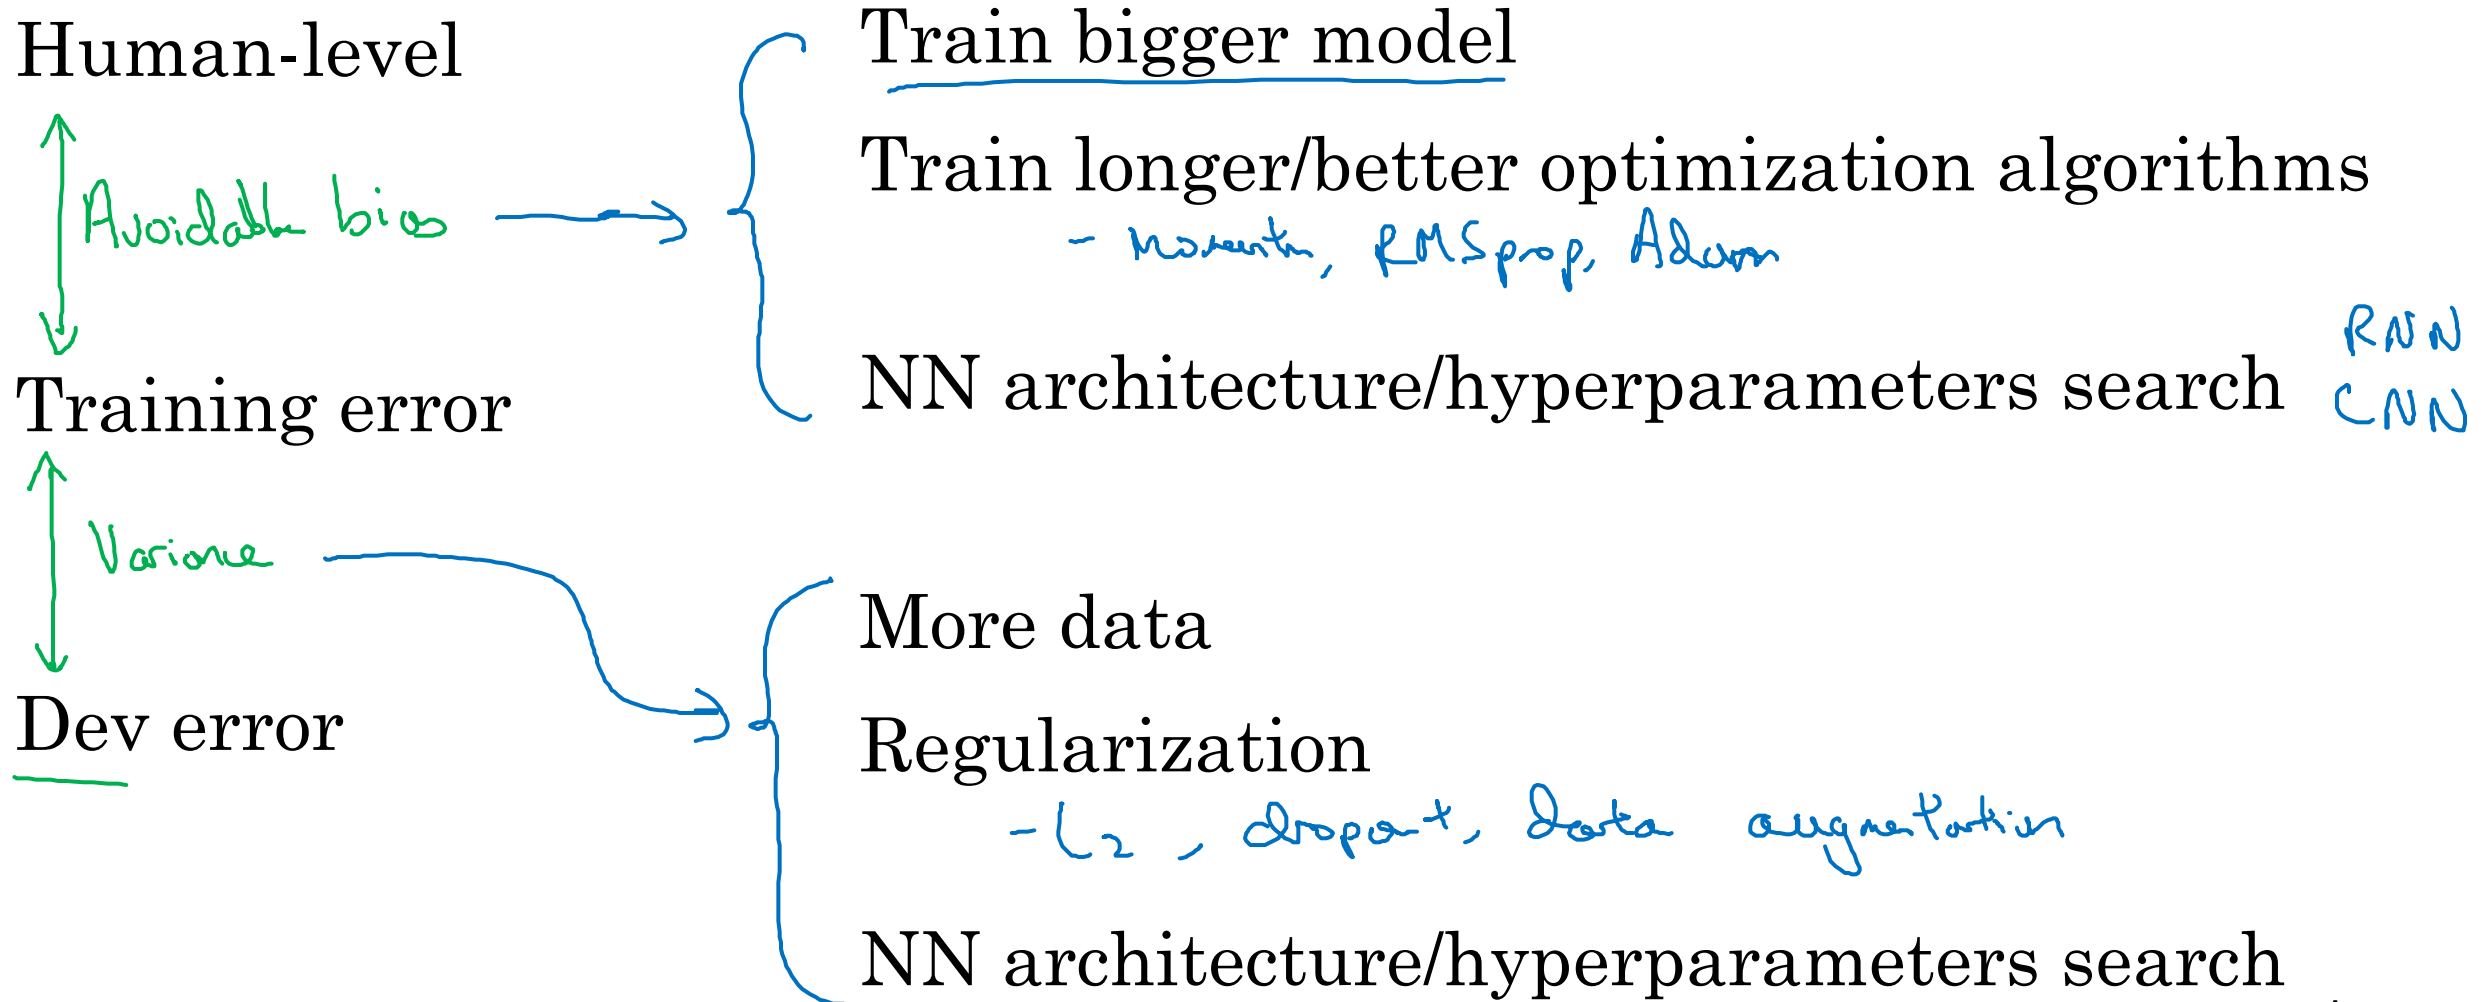 Human-level
Avoidable bias
Training error
Variance
Dev error
Train bigger model
Train longer/better optimization algorithms
- momentum, RMSprop, Adam
NN architecture/hyperparameters search
RNN
CNN
More data
Regularization
- L2, dropout, data augmentation
NN architecture/hyperparameters search